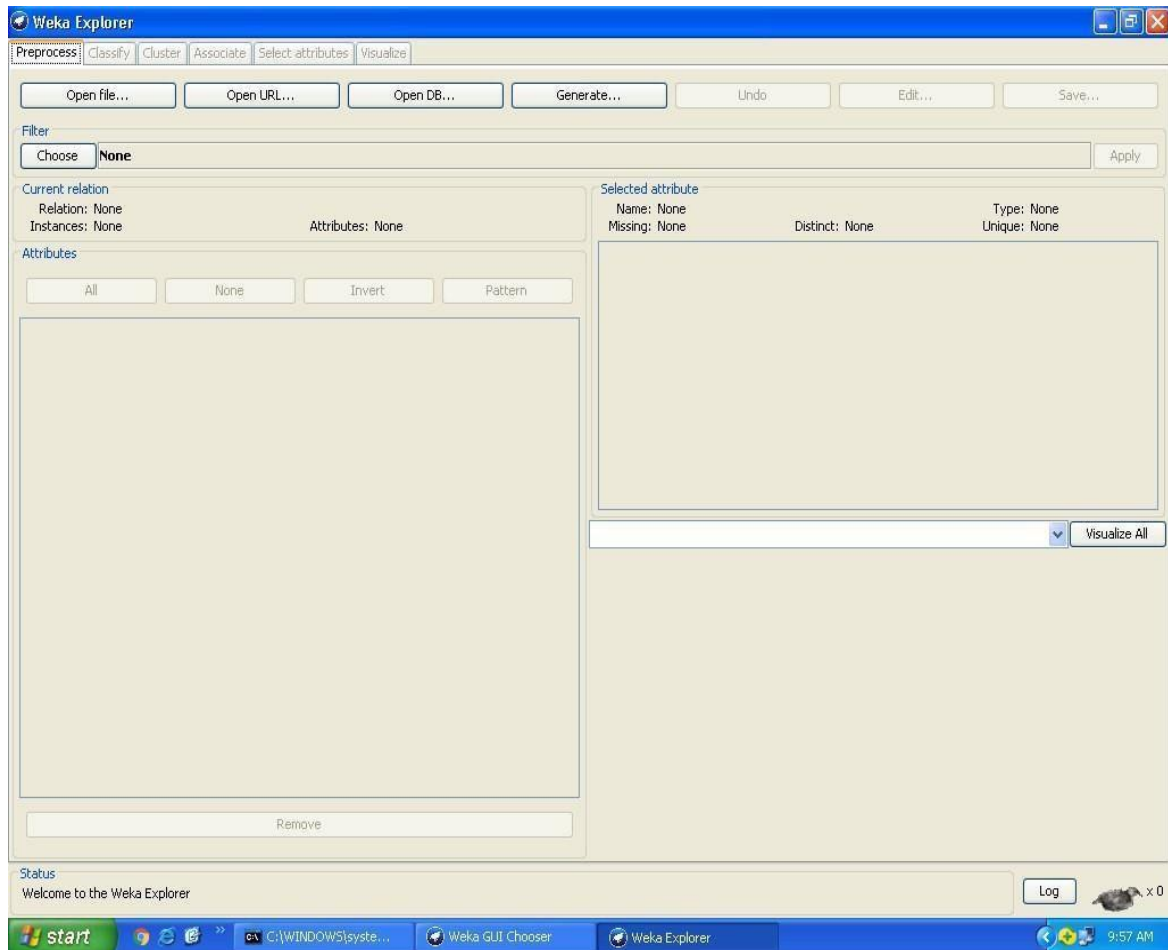 Weka Explorer
Preprocess Classify Cluster Associate Select attributes Visualize
Open file... Open URL... Open DB... Generate... Undo Edit... Save...
Filter
Choose None Apply
Current relation
Relation: None
Instances: None Attributes: None
Selected attribute
Name: None Type: None
Missing: None Distinct: None Unique: None
Attributes
All None Invert Pattern
Visualize All
Remove
Status
Welcome to the Weka Explorer
Log x 0
start C:\WINDOWS\syste... Weka GUI Chooser Weka Explorer 9:57 AM